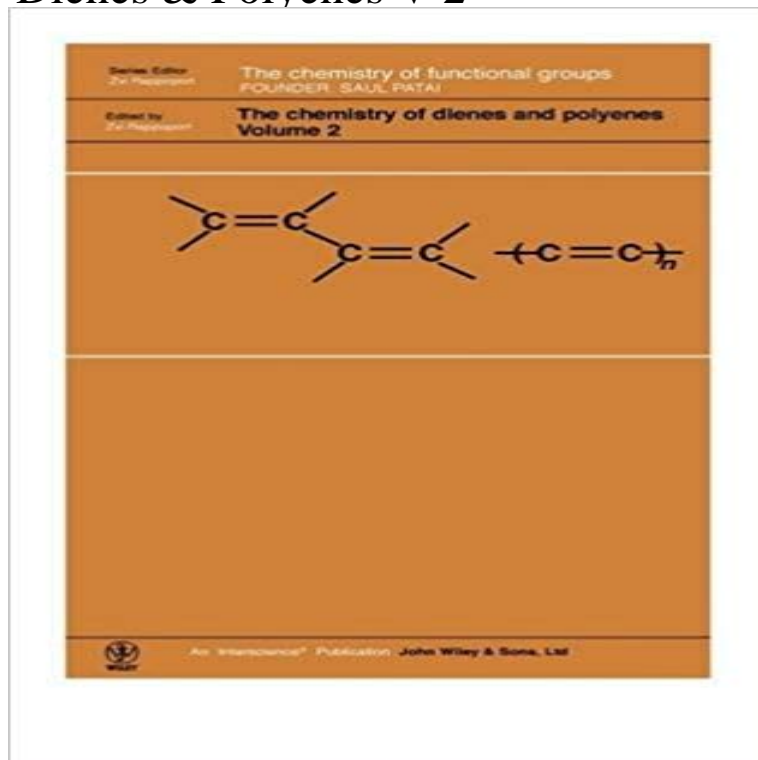 Dienes & Polyenes V 2
Series Editor
Zvi Rappoport
The chemistry of functional groups
FOUNDER SAUL PATAI
Edited by
Zvi Rappoport
The chemistry of dienes and polyenes
Volume 2
C=C
C=C
(C=C)n
WILEY
An Interscience® Publication John Wiley & Sons, Ltd